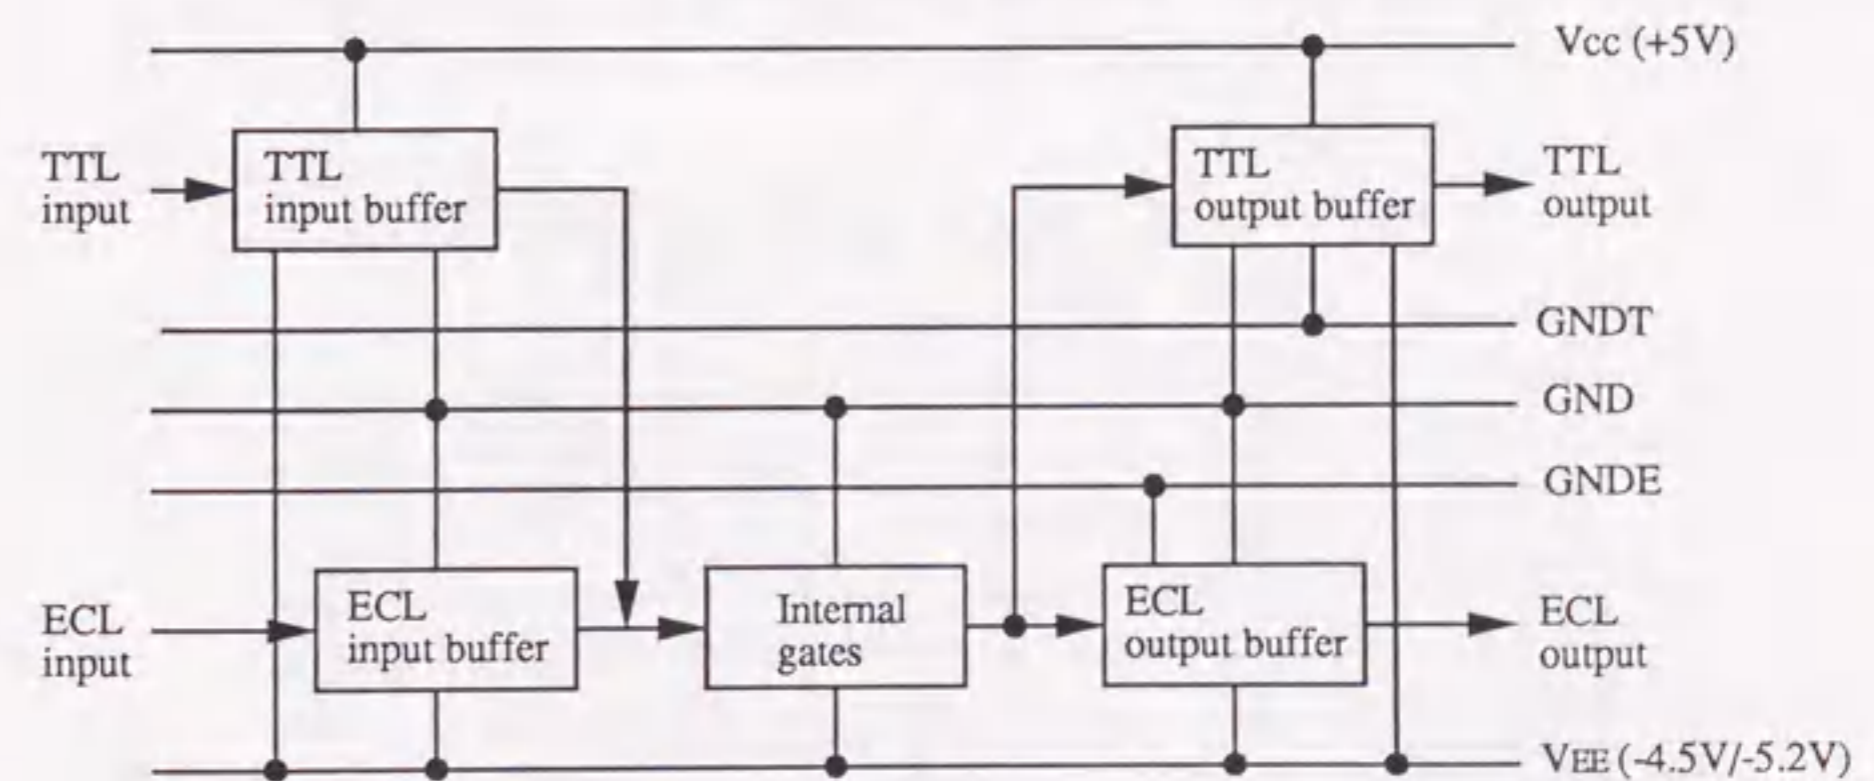 Vcc (+5V)
TTL
input
TTL
input buffer
TTL
output buffer
TTL
output
GNDT
GND
GNDE
ECL
input
ECL
input buffer
Internal
gates
ECL
output buffer
ECL
output
VEE (-4.5V/-5.2V)